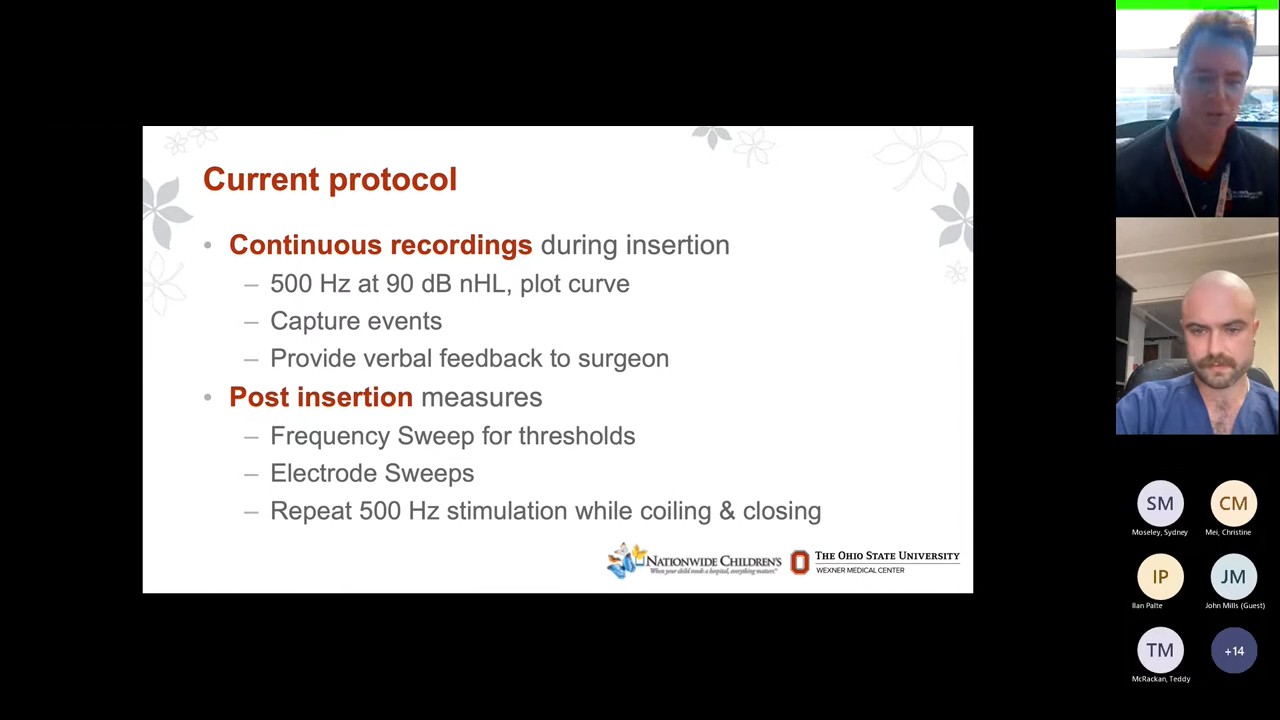 Current protocol
• Continuous recordings during insertion
– 500 Hz at 90 dB nHL, plot curve
– Capture events
– Provide verbal feedback to surgeon
• Post insertion measures
– Frequency Sweep for thresholds
– Electrode Sweeps
– Repeat 500 Hz stimulation while coiling & closing
NATIONWIDE CHILDREN'S
When your child needs a hospital, everything matters.™
THE OHIO STATE UNIVERSITY
WEXNER MEDICAL CENTER
SM
CM
Moseley, Sydney
Mei, Christine
IP
JM
Ilan Palte
John Mills (Guest)
TM
+14
McRackan, Teddy